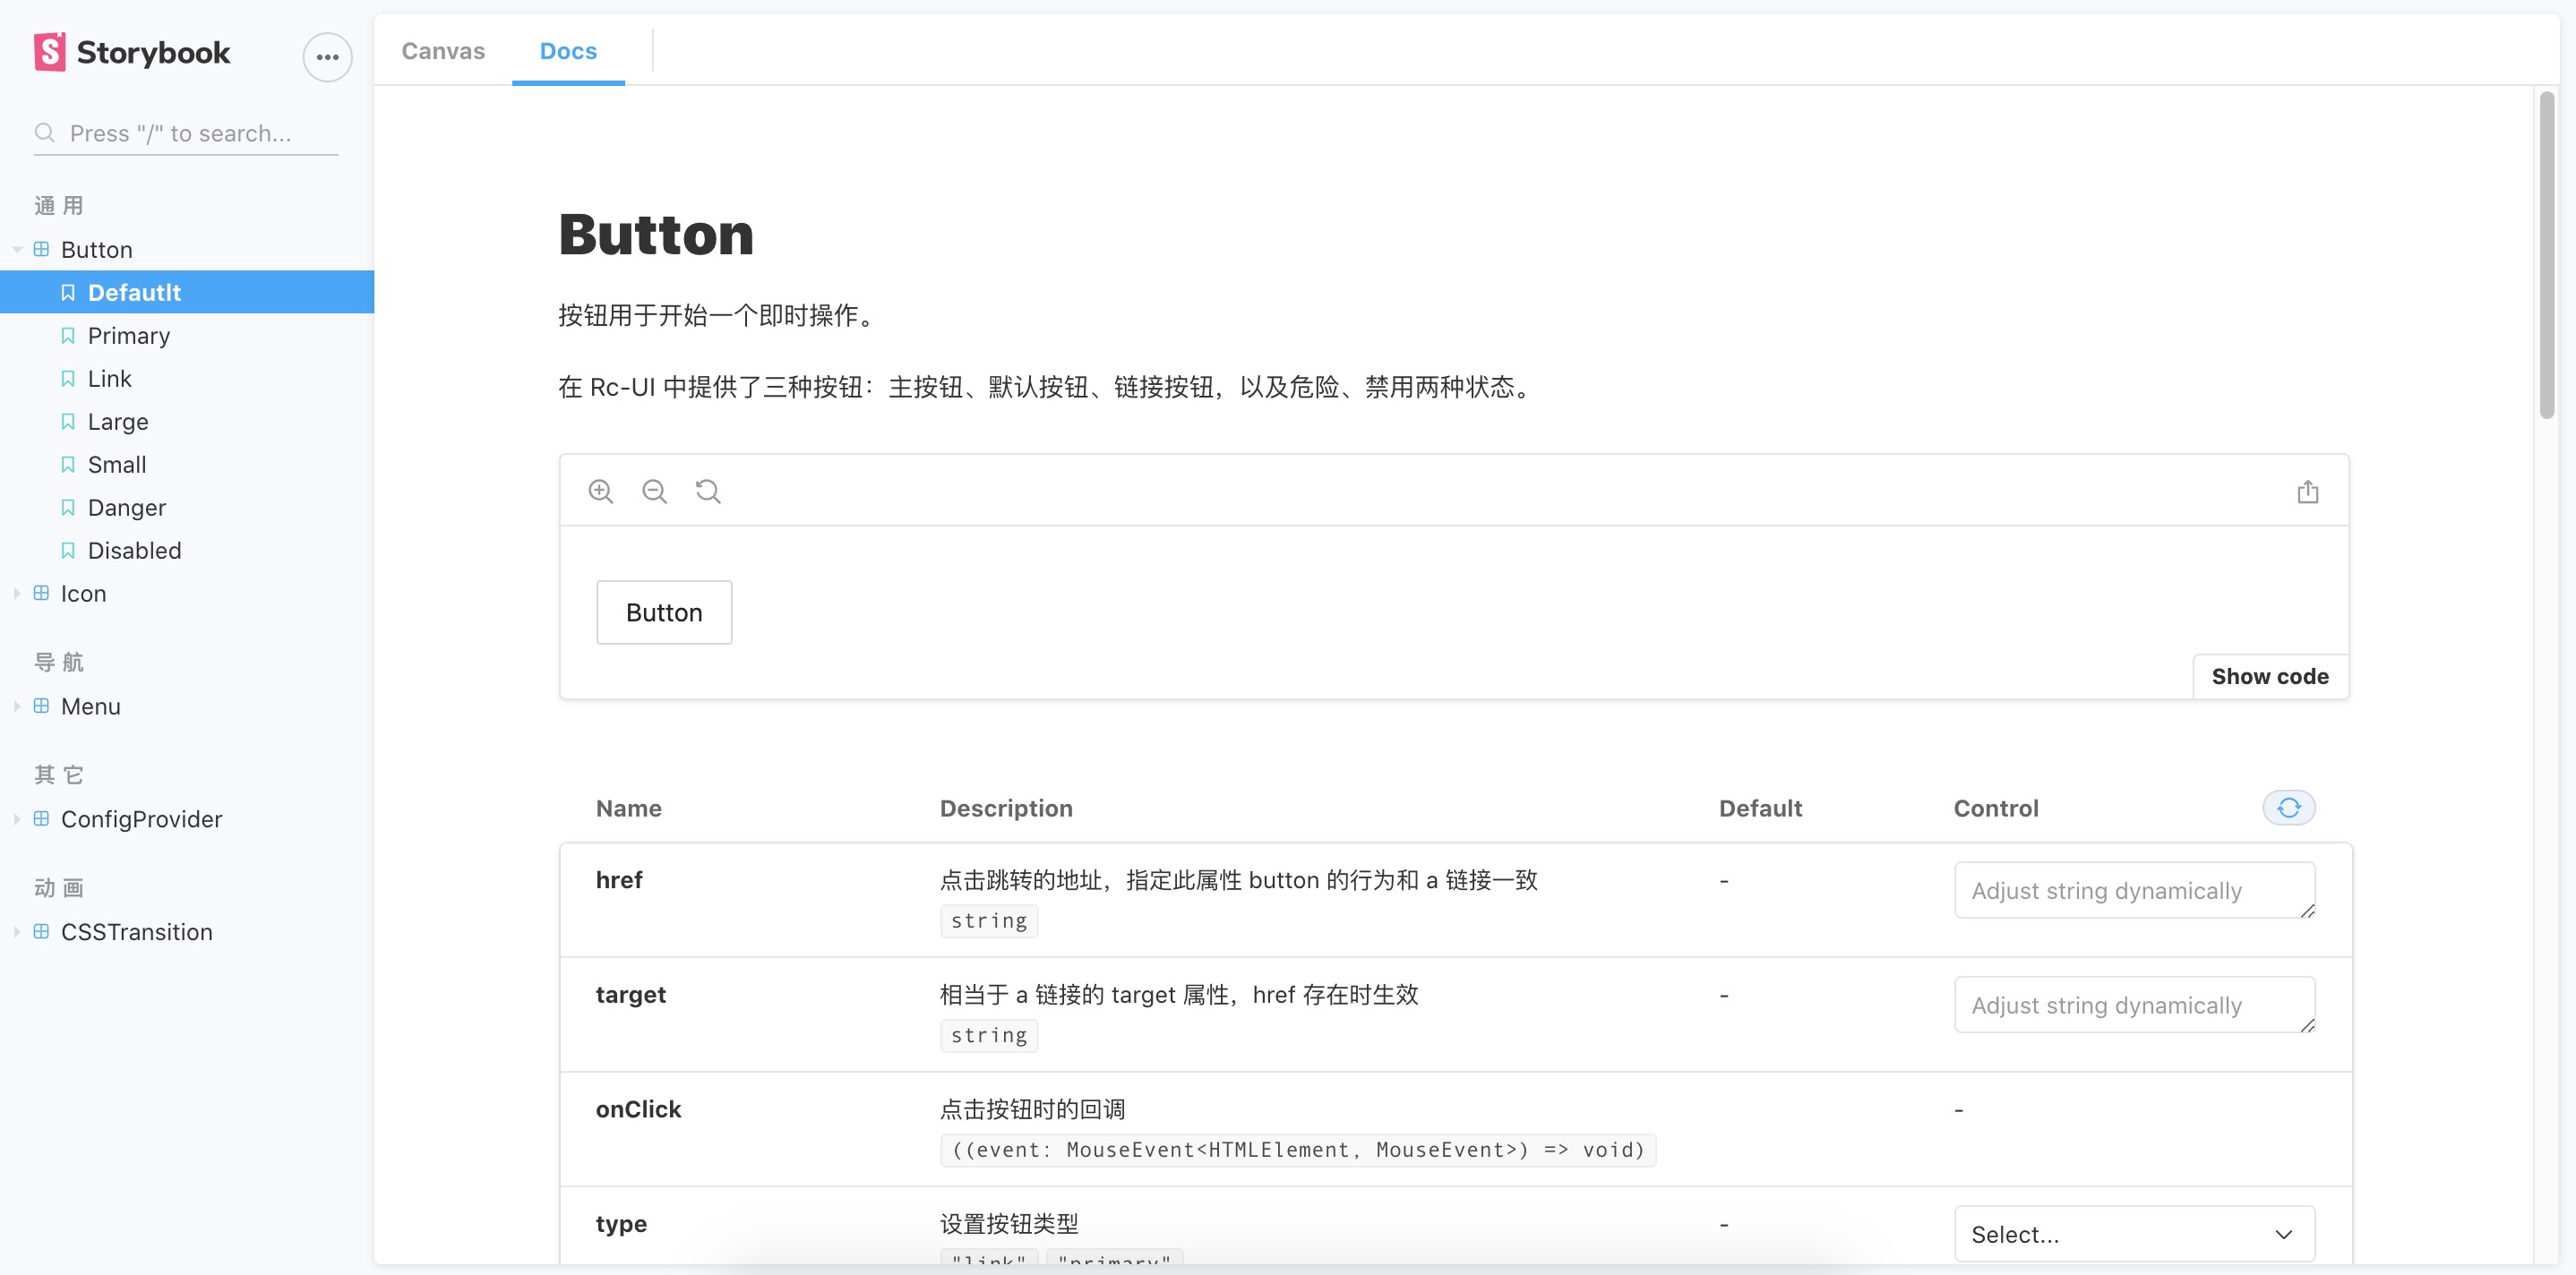 Storybook
Press "/" to search...
通用
Button
Defautlt
Primary
Link
Large
Small
Danger
Disabled
Icon
导航
Menu
其它
ConfigProvider
动画
CSSTransition
Canvas Docs
Button
按钮用于开始一个即时操作。
在 Rc-UI 中提供了三种按钮：主按钮、默认按钮、链接按钮，以及危险、禁用两种状态。
Button
Show code
Name Description Default Control
href 点击跳转的地址，指定此属性 button 的行为和 a 链接一致 - Adjust string dynamically
string
target 相当于 a 链接的 target 属性，href 存在时生效 - Adjust string dynamically
string
onClick 点击按钮时的回调 -
((event: MouseEvent<HTMLElement, MouseEvent>) => void)
type 设置按钮类型 - Select...
"link" "primary"